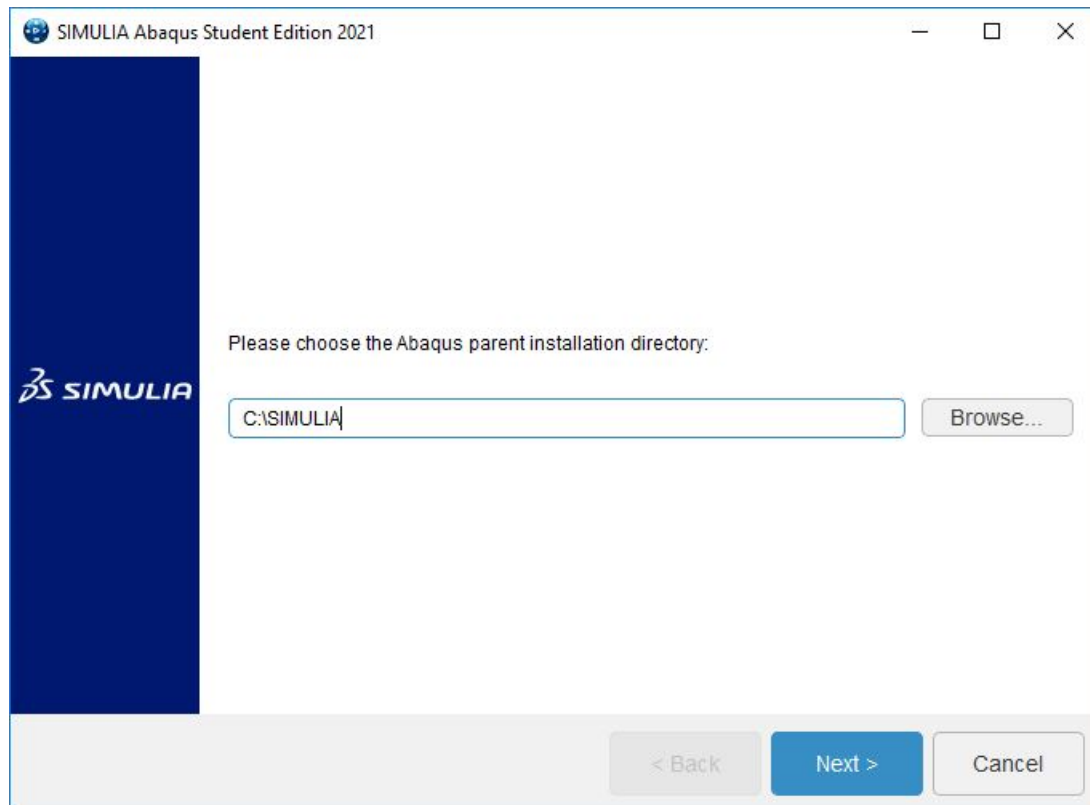 SIMULIA Abaqus Student Edition 2021
Please choose the Abaqus parent installation directory:
3S SIMULIA
C:\SIMULIA
Browse...
< Back
Next >
Cancel